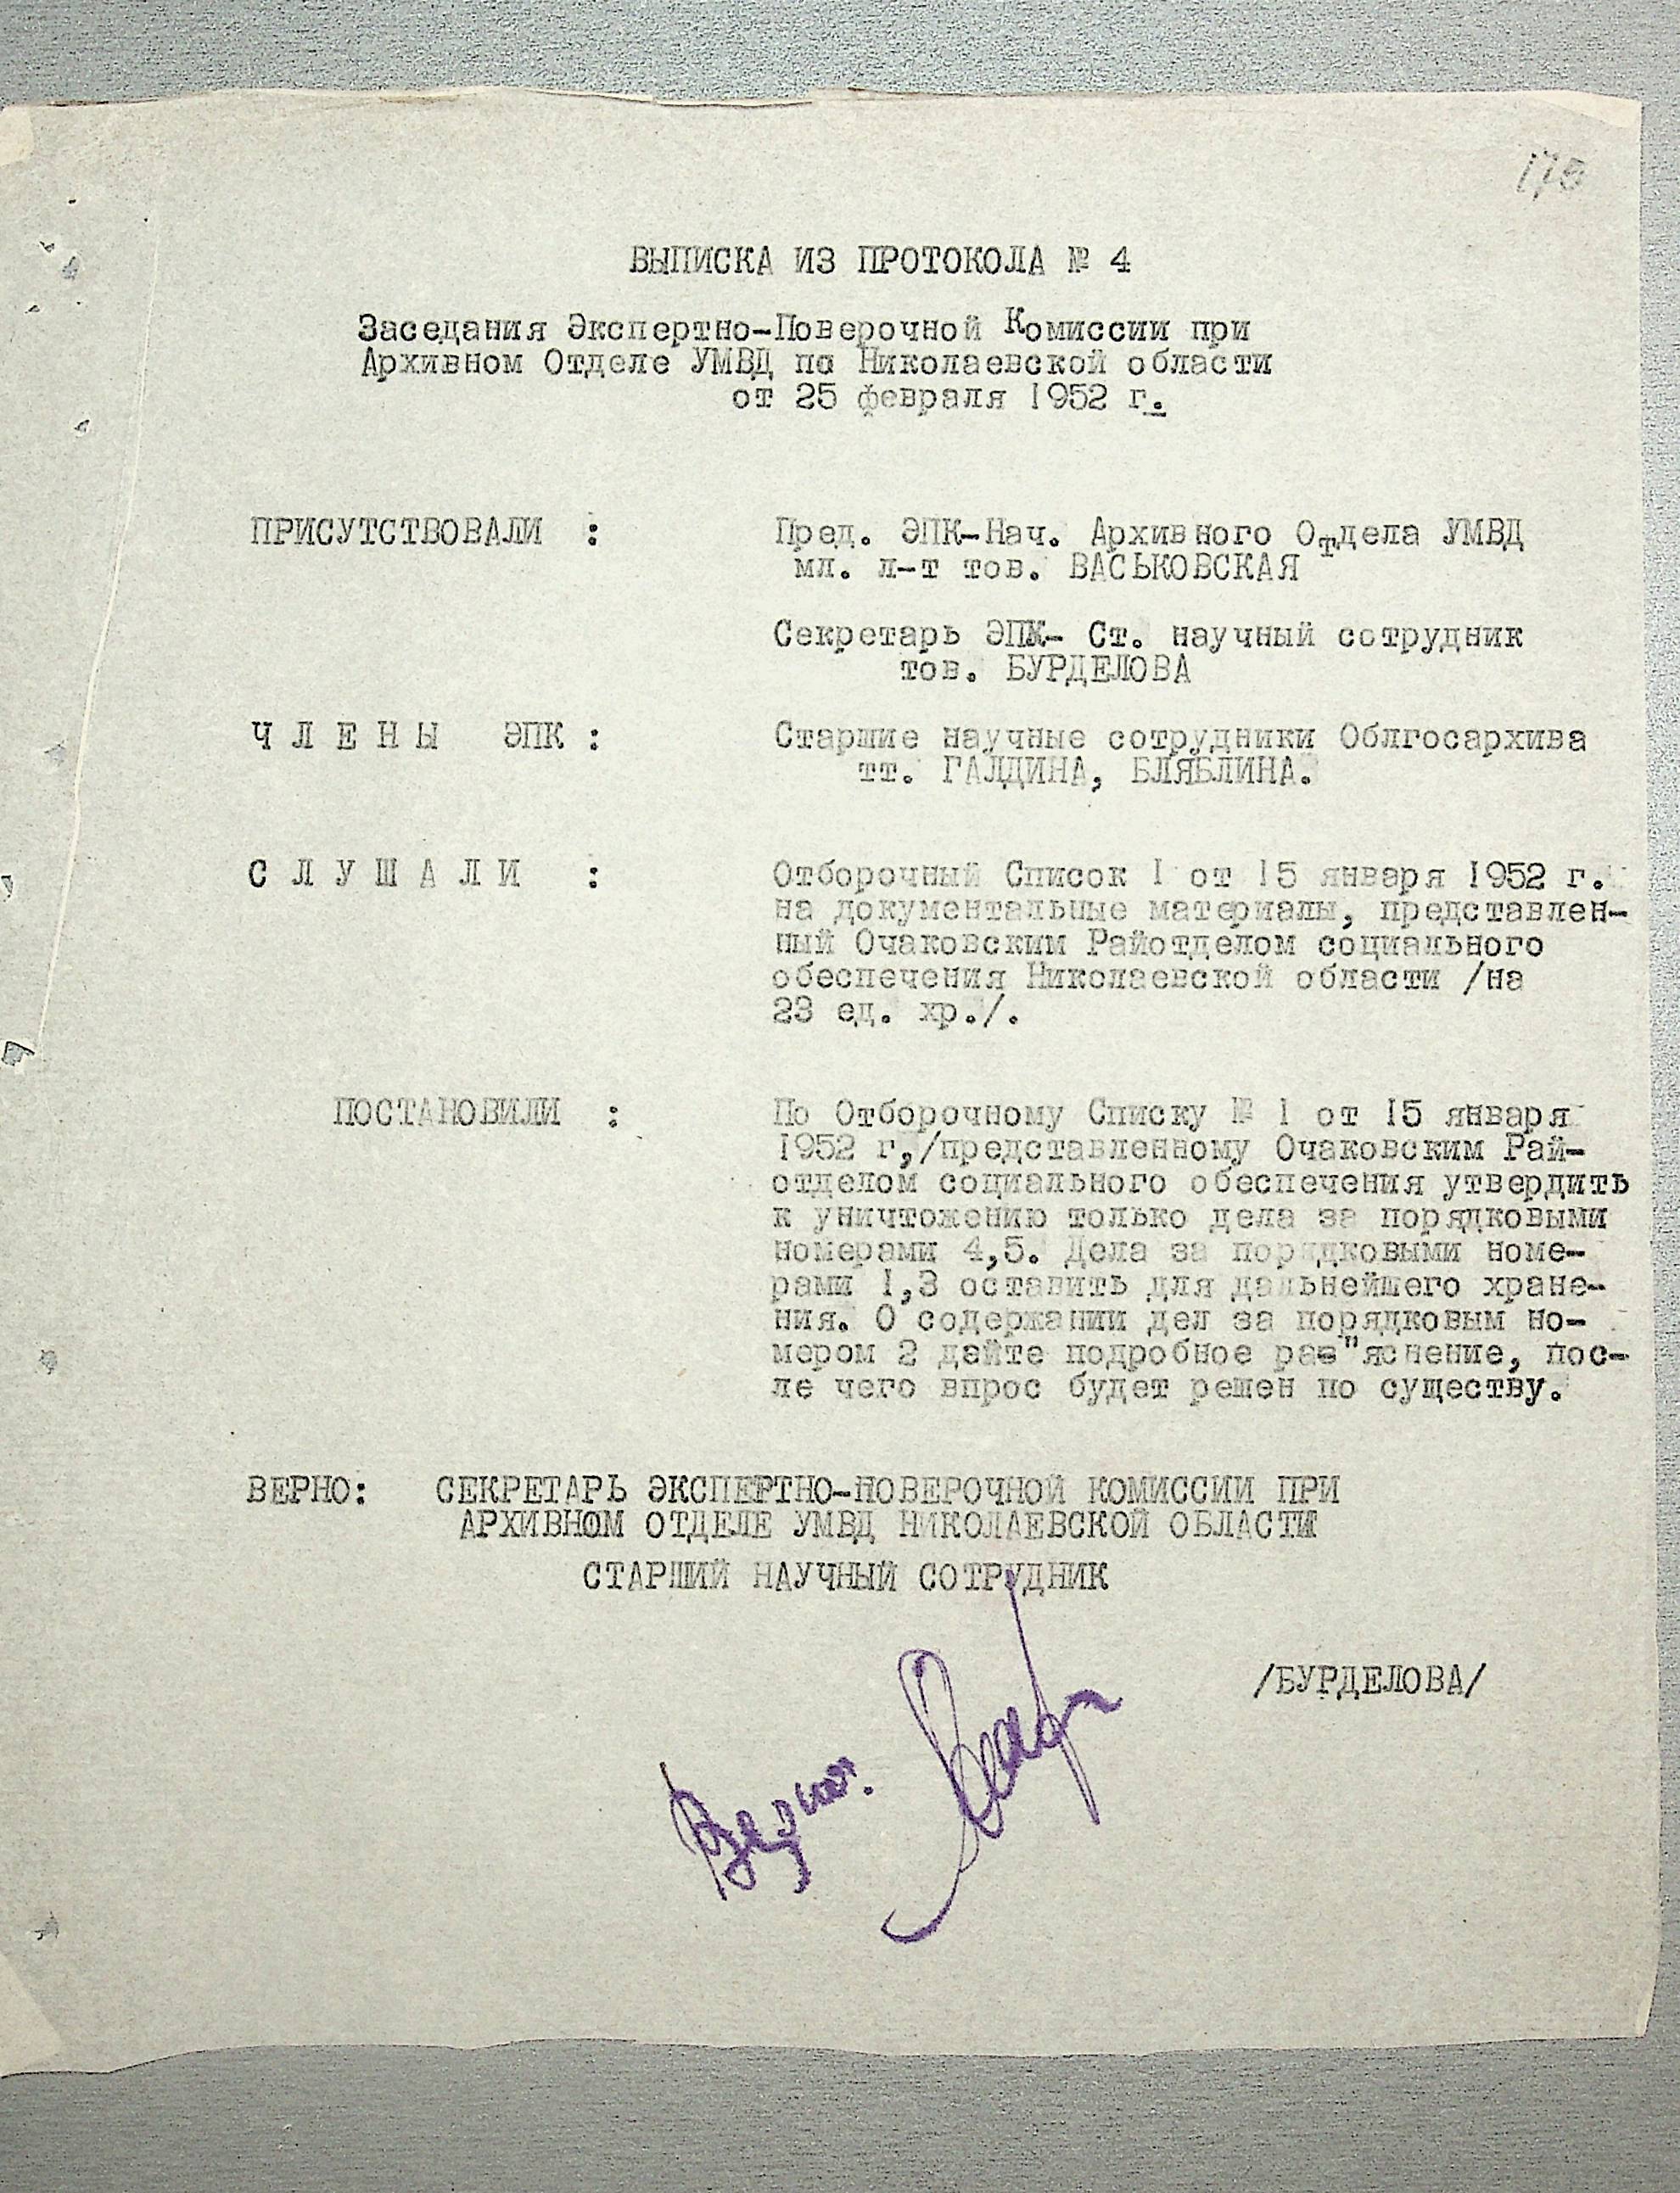 178
ВЫПИСКА ИЗ ПРОТОКОЛА № 4
Заседания Экспертно-Поверочной Комиссии при
Архивном Отделе УМВД по Николаевской области
от 25 февраля 1952 г.
ПРИСУТСТВОВАЛИ : Пред. ЭПК-Нач. Архивного Отдела УМВД
мл. л-т тов. ВАСЬКОВСКАЯ
Секретарь ЭПК- Ст. научный сотрудник
тов. БУРДЕЛОВА
Ч Л Е Н Ы ЭПК : Старшие научные сотрудники Облгосархива
тт. ГАЛДИНА, БЛЯБЛИНА.
С Л У Ш А Л И : Отборочный Список 1 от 15 января 1952 г.
на документальные материалы, представлен-
ный Очаковским Райотделом социального
обеспечения Николаевской области /на
23 ед. хр./.
ПОСТАНОВИЛИ : По Отборочному Списку № 1 от 15 января
1952 г,/представленному Очаковским Рай-
отделом социального обеспечения утвердить
к уничтожению только дела за порядковыми
номерами 4,5. Дела за порядковыми номе-
рами 1,3 оставить для дальнейшего хране-
ния. О содержании дел за порядковым но-
мером 2 дайте подробное раз"яснение, пос-
ле чего впрос будет решен по существу.
ВЕРНО: СЕКРЕТАРЬ ЭКСПЕРТНО-ПОВЕРОЧНОЙ КОМИССИИ ПРИ
АРХИВНОМ ОТДЕЛЕ УМВД НИКОЛАЕВСКОЙ ОБЛАСТИ
СТАРШИЙ НАУЧНЫЙ СОТРУДНИК
/БУРДЕЛОВА/